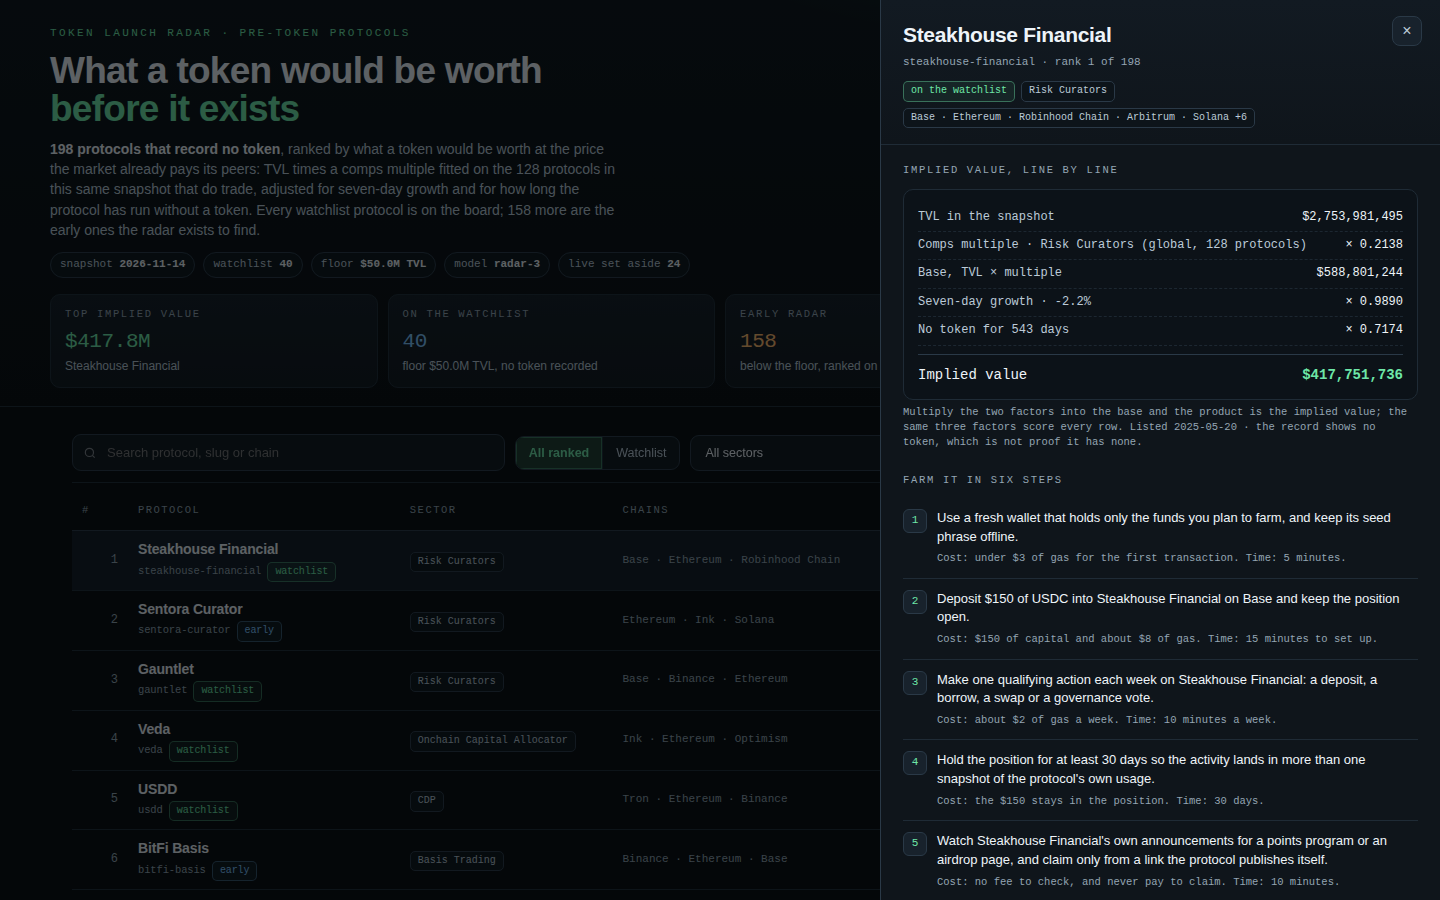 TOKEN LAUNCH RADAR · PRE-TOKEN PROTOCOLS
What a token would be worth
before it exists
198 protocols that record no token, ranked by what a token would be worth at the price
the market already pays its peers: TVL times a comps multiple fitted on the 128 protocols in
this same snapshot that do trade, adjusted for seven-day growth and for how long the
protocol has run without a token. Every watchlist protocol is on the board; 158 more are the
early ones the radar exists to find.
snapshot 2026-11-14
watchlist 40
floor $50.0M TVL
model radar-3
live set aside 24
TOP IMPLIED VALUE
$417.8M
Steakhouse Financial
ON THE WATCHLIST
40
floor $50.0M TVL, no token recorded
EARLY RADAR
158
below the floor, ranked on
Search protocol, slug or chain
All ranked
Watchlist
All sectors
# PROTOCOL SECTOR CHAINS
1 Steakhouse Financial
steakhouse-financial watchlist
Risk Curators
Base · Ethereum · Robinhood Chain
2 Sentora Curator
sentora-curator early
Risk Curators
Ethereum · Ink · Solana
3 Gauntlet
gauntlet watchlist
Risk Curators
Base · Binance · Ethereum
4 Veda
veda watchlist
Onchain Capital Allocator
Ink · Ethereum · Optimism
5 USDD
usdd watchlist
CDP
Tron · Ethereum · Binance
6 BitFi Basis
bitfi-basis early
Basis Trading
Binance · Ethereum · Base
Steakhouse Financial
×
steakhouse-financial · rank 1 of 198
on the watchlist
Risk Curators
Base · Ethereum · Robinhood Chain · Arbitrum · Solana +6
IMPLIED VALUE, LINE BY LINE
TVL in the snapshot $2,753,981,495
Comps multiple · Risk Curators (global, 128 protocols) × 0.2138
Base, TVL × multiple $588,801,244
Seven-day growth · -2.2% × 0.9890
No token for 543 days × 0.7174
Implied value $417,751,736
Multiply the two factors into the base and the product is the implied value; the
same three factors score every row. Listed 2025-05-20 · the record shows no
token, which is not proof it has none.
FARM IT IN SIX STEPS
1 Use a fresh wallet that holds only the funds you plan to farm, and keep its seed
phrase offline.
Cost: under $3 of gas for the first transaction. Time: 5 minutes.
2 Deposit $150 of USDC into Steakhouse Financial on Base and keep the position
open.
Cost: $150 of capital and about $8 of gas. Time: 15 minutes to set up.
3 Make one qualifying action each week on Steakhouse Financial: a deposit, a
borrow, a swap or a governance vote.
Cost: about $2 of gas a week. Time: 10 minutes a week.
4 Hold the position for at least 30 days so the activity lands in more than one
snapshot of the protocol's own usage.
Cost: the $150 stays in the position. Time: 30 days.
5 Watch Steakhouse Financial's own announcements for a points program or an
airdrop page, and claim only from a link the protocol publishes itself.
Cost: no fee to check, and never pay to claim. Time: 10 minutes.